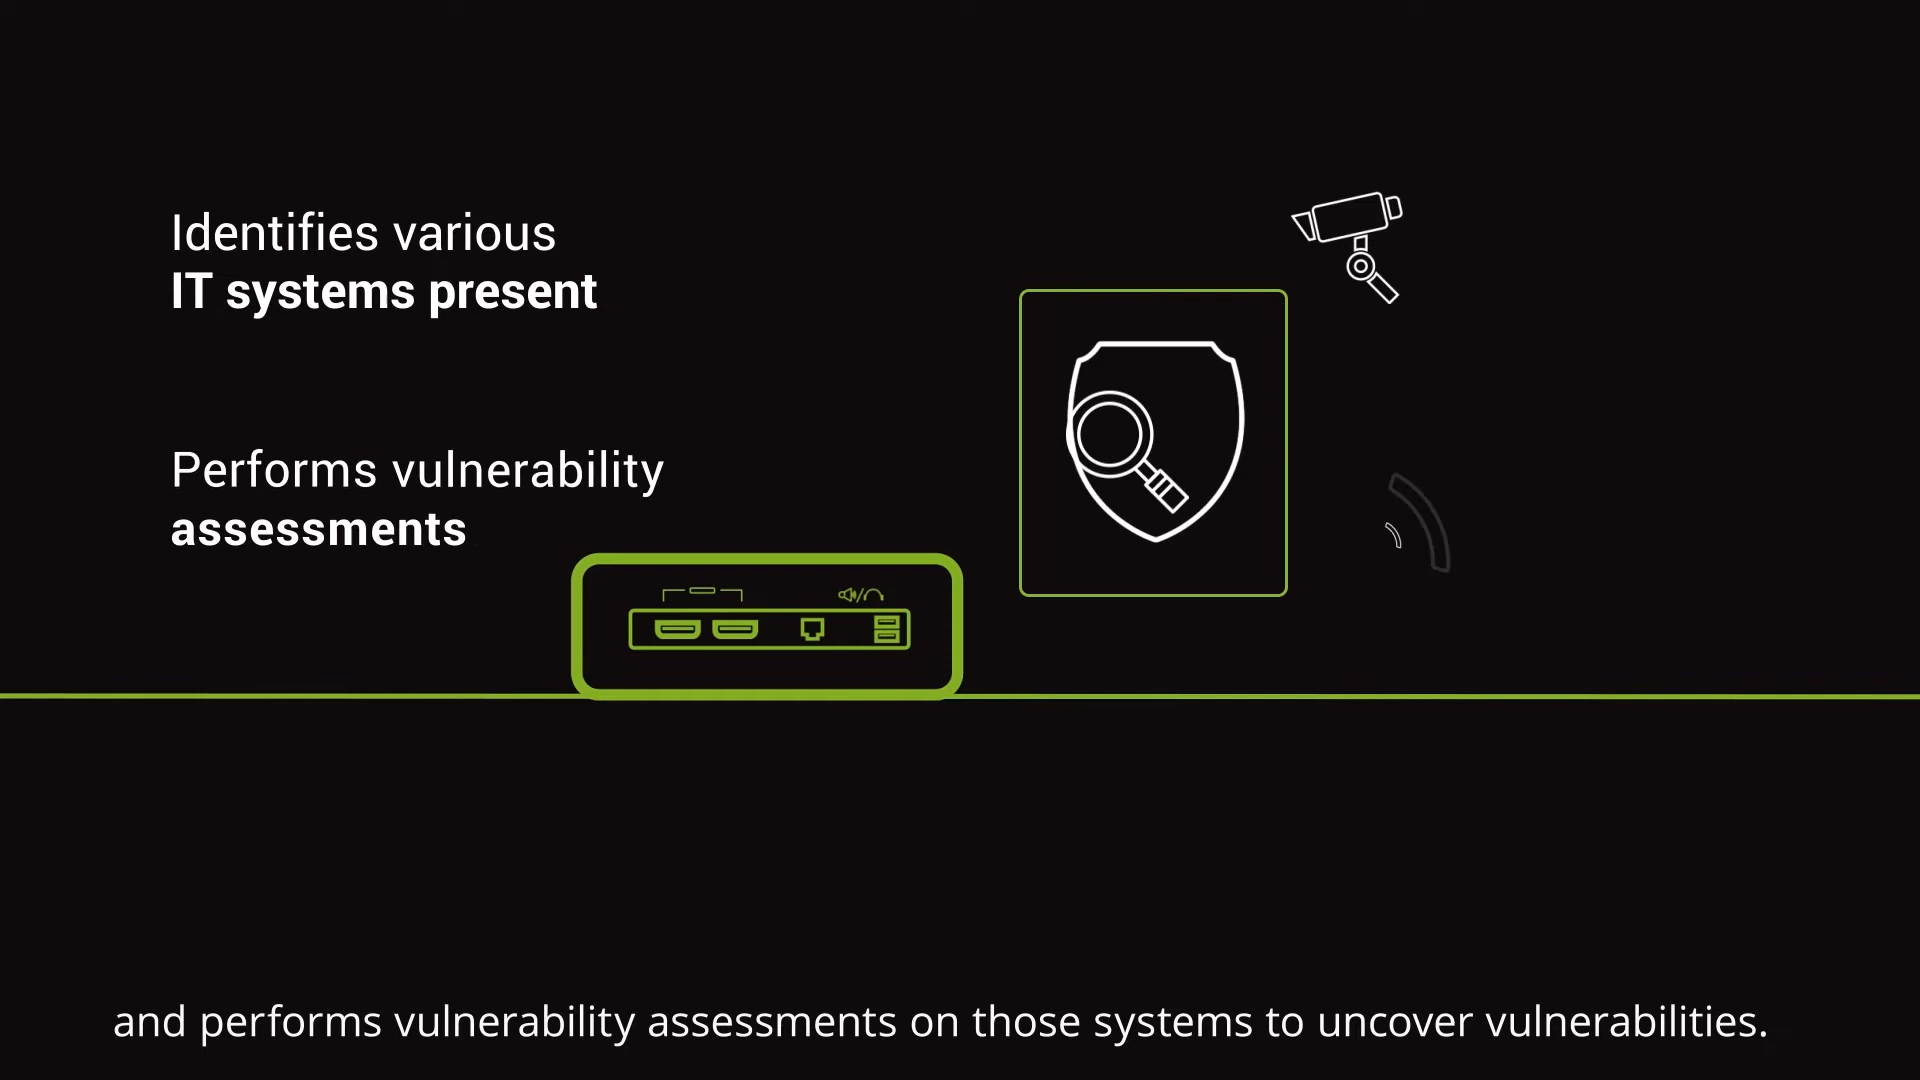 Identifies various
IT systems present
Performs vulnerability
assessments
and performs vulnerability assessments on those systems to uncover vulnerabilities.